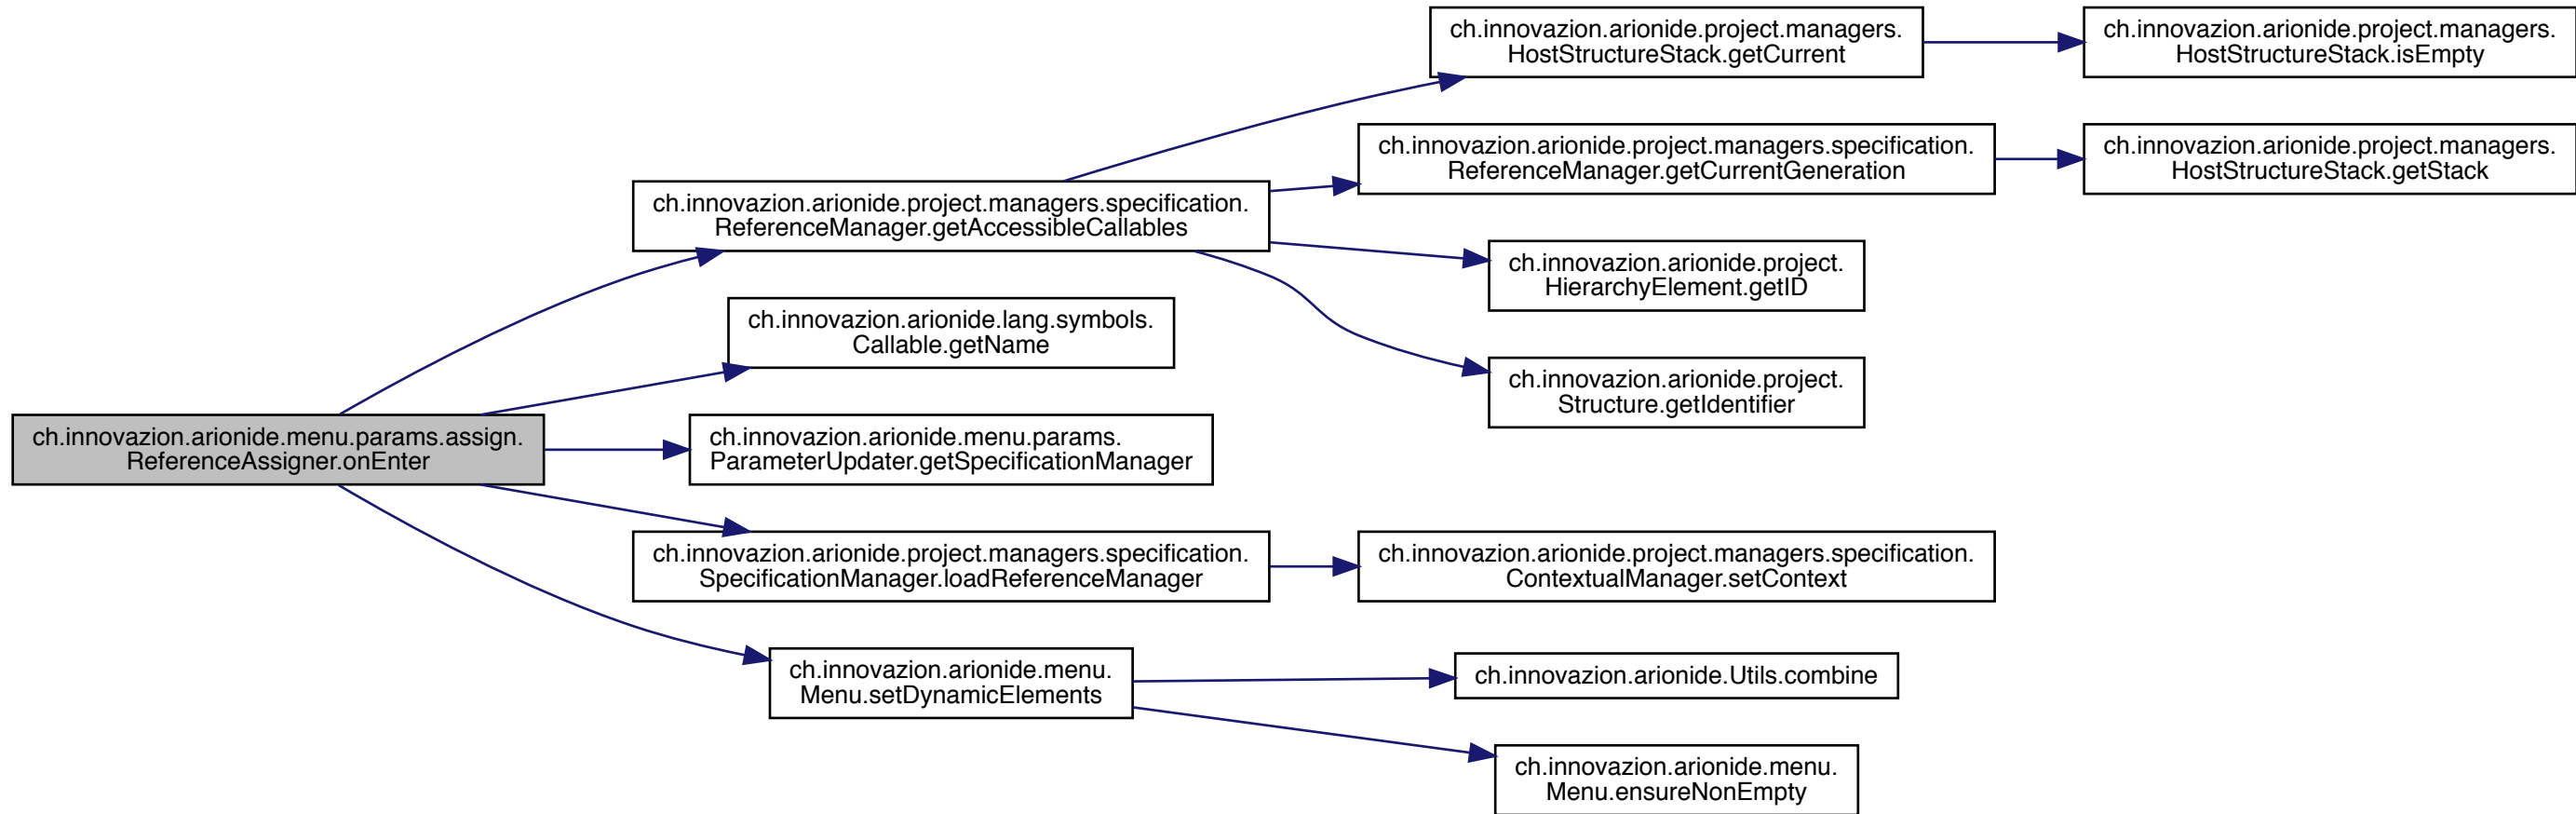 ch.innovazion.arionide.menu.params.assign.
ReferenceAssigner.onEnter
ch.innovazion.arionide.project.managers.specification.
ReferenceManager.getAccessibleCallables
ch.innovazion.arionide.lang.symbols.
Callable.getName
ch.innovazion.arionide.menu.params.
ParameterUpdater.getSpecificationManager
ch.innovazion.arionide.project.managers.specification.
SpecificationManager.loadReferenceManager
ch.innovazion.arionide.menu.
Menu.setDynamicElements
ch.innovazion.arionide.project.managers.
HostStructureStack.getCurrent
ch.innovazion.arionide.project.managers.specification.
ReferenceManager.getCurrentGeneration
ch.innovazion.arionide.project.
HierarchyElement.getID
ch.innovazion.arionide.project.
Structure.getIdentifier
ch.innovazion.arionide.project.managers.specification.
ContextualManager.setContext
ch.innovazion.arionide.Utils.combine
ch.innovazion.arionide.menu.
Menu.ensureNonEmpty
ch.innovazion.arionide.project.managers.
HostStructureStack.isEmpty
ch.innovazion.arionide.project.managers.
HostStructureStack.getStack